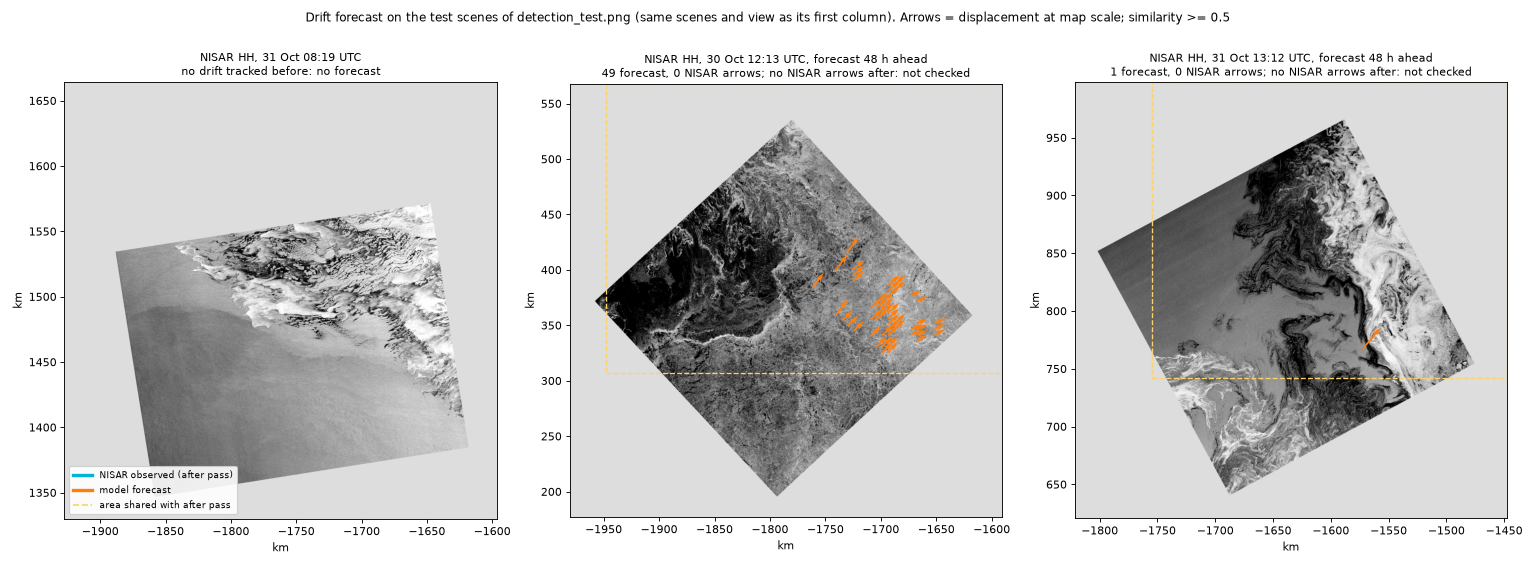 Drift forecast on the test scenes of detection_test.png (same scenes and view as its first column). Arrows = displacement at map scale; similarity >= 0.5
NISAR HH, 31 Oct 08:19 UTC
no drift tracked before: no forecast
km
1650
1600
1550
1500
1450
1400
1350
NISAR observed (after pass)
model forecast
area shared with after pass
−1900
−1850
−1800
−1750
−1700
−1650
−1600
km
NISAR HH, 30 Oct 12:13 UTC, forecast 48 h ahead
49 forecast, 0 NISAR arrows; no NISAR arrows after: not checked
km
550
500
450
400
350
300
250
200
−1950
−1900
−1850
−1800
−1750
−1700
−1650
−1600
km
NISAR HH, 31 Oct 13:12 UTC, forecast 48 h ahead
1 forecast, 0 NISAR arrows; no NISAR arrows after: not checked
km
950
900
850
800
750
700
650
−1800
−1750
−1700
−1650
−1600
−1550
−1500
−1450
km